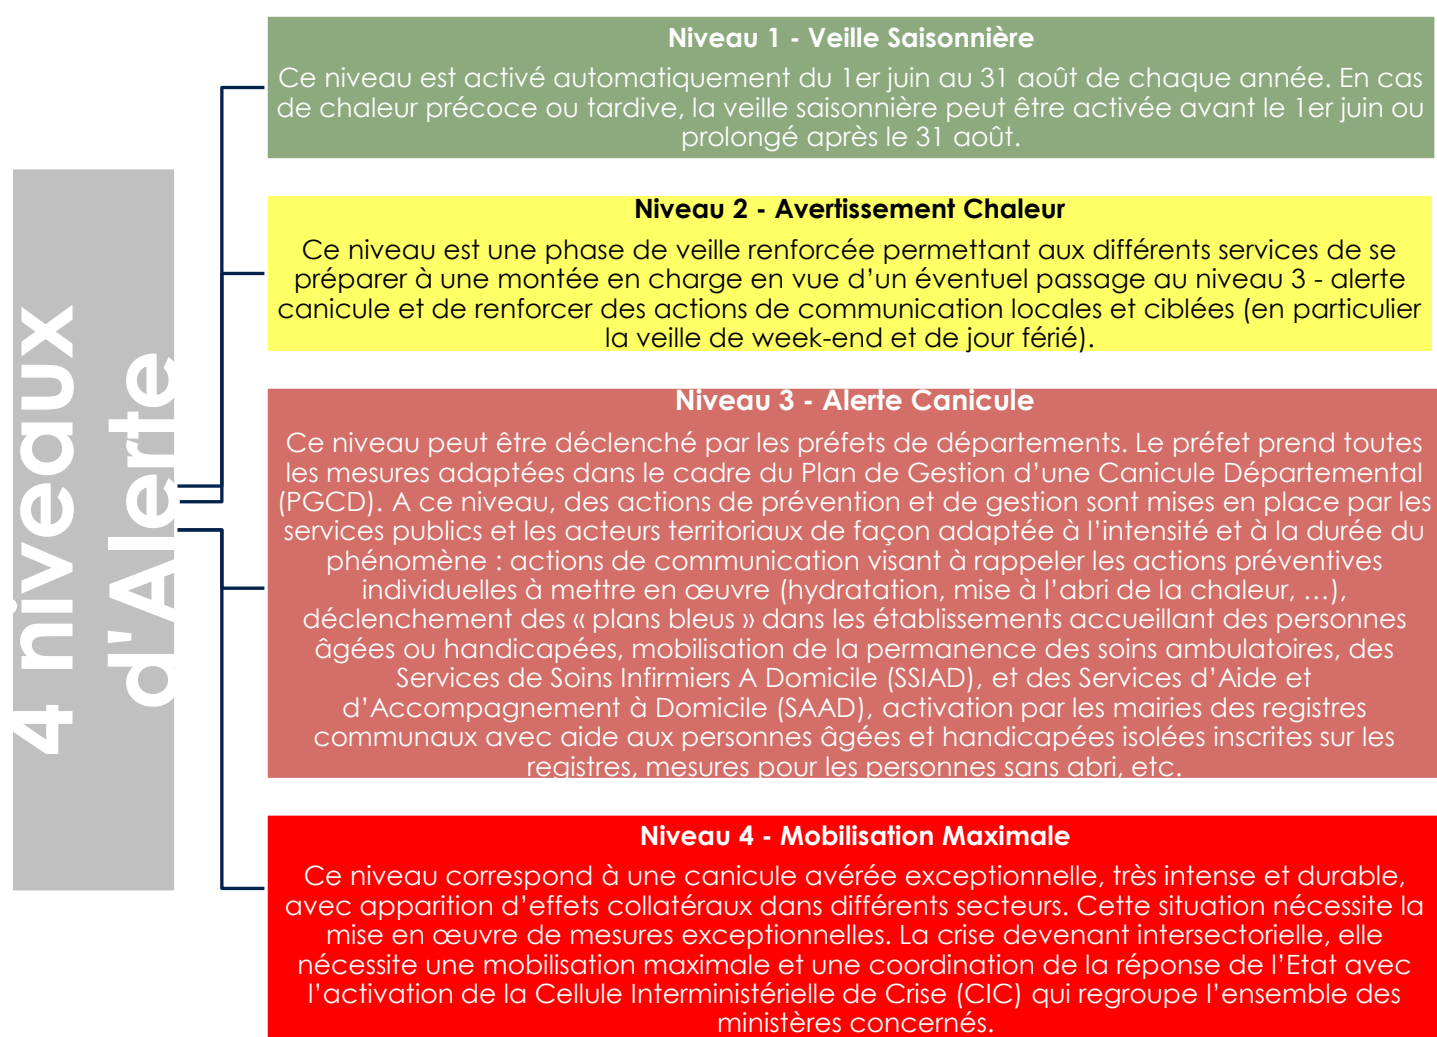 4 niveaux
d'Alerte
Niveau 1 - Veille Saisonnière
Ce niveau est activé automatiquement du 1er juin au 31 août de chaque année. En cas
de chaleur précoce ou tardive, la veille saisonnière peut être activée avant le 1er juin ou
prolongé après le 31 août.
Niveau 2 - Avertissement Chaleur
Ce niveau est une phase de veille renforcée permettant aux différents services de se
préparer à une montée en charge en vue d’un éventuel passage au niveau 3 - alerte
canicule et de renforcer des actions de communication locales et ciblées (en particulier
la veille de week-end et de jour férié).
Niveau 3 - Alerte Canicule
Ce niveau peut être déclenché par les préfets de départements. Le préfet prend toutes
les mesures adaptées dans le cadre du Plan de Gestion d’une Canicule Départemental
(PGCD). A ce niveau, des actions de prévention et de gestion sont mises en place par les
services publics et les acteurs territoriaux de façon adaptée à l’intensité et à la durée du
phénomène : actions de communication visant à rappeler les actions préventives
individuelles à mettre en œuvre (hydratation, mise à l’abri de la chaleur, …),
déclenchement des « plans bleus » dans les établissements accueillant des personnes
âgées ou handicapées, mobilisation de la permanence des soins ambulatoires, des
Services de Soins Infirmiers A Domicile (SSIAD), et des Services d’Aide et
d’Accompagnement à Domicile (SAAD), activation par les mairies des registres
communaux avec aide aux personnes âgées et handicapées isolées inscrites sur les
registres, mesures pour les personnes sans abri, etc.
Niveau 4 - Mobilisation Maximale
Ce niveau correspond à une canicule avérée exceptionnelle, très intense et durable,
avec apparition d’effets collatéraux dans différents secteurs. Cette situation nécessite la
mise en œuvre de mesures exceptionnelles. La crise devenant intersectorielle, elle
nécessite une mobilisation maximale et une coordination de la réponse de l’Etat avec
l’activation de la Cellule Interministérielle de Crise (CIC) qui regroupe l’ensemble des
ministères concernés.